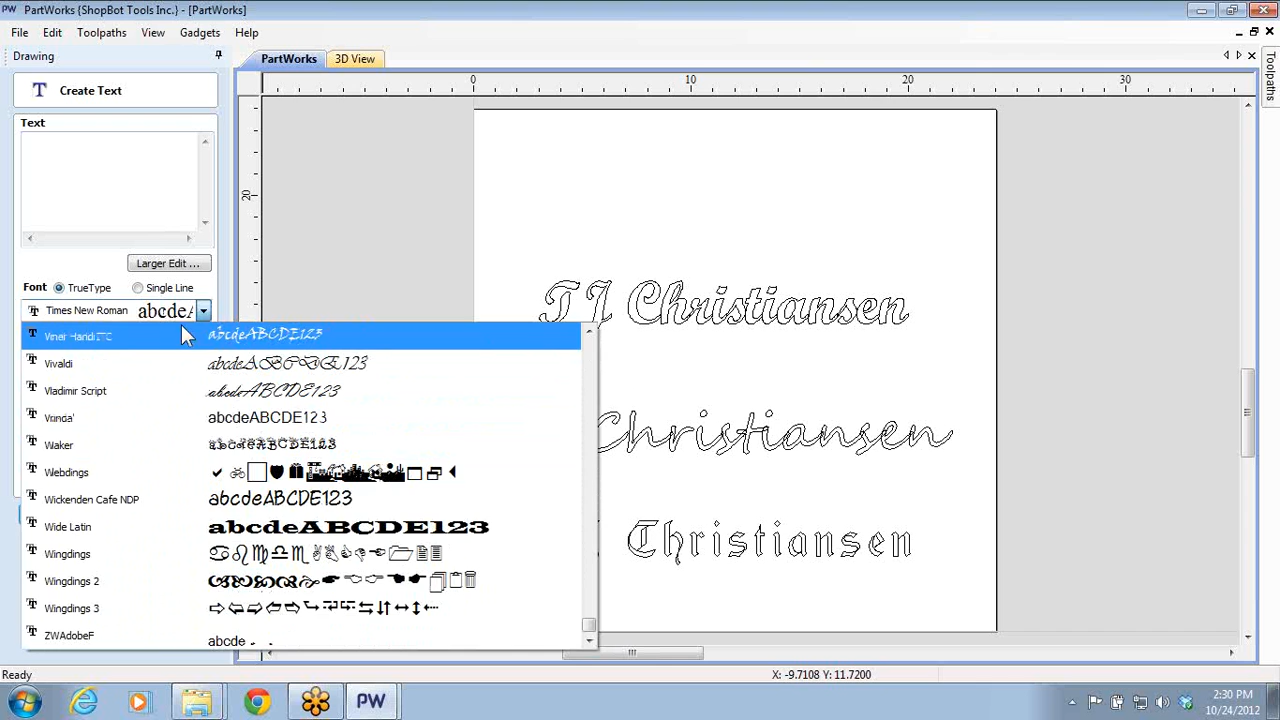 PartWorks {ShopBot Tools Inc.} - [PartWorks]
File Edit Toolpaths View Gadgets Help
Drawing
PartWorks 3D View
Create Text
Text
0 10 20 30
20
Larger Edit ...
Font TrueType Single Line
Times New Roman abcdeA
Viner Hand ITC abcdeABCDE123
Vivaldi abcdeABCDE123
Vladimir Script abcdeABCDE123
abcdeABCDE123
Waker abcdeABCDE123
Webdings
Wickenden Cafe NDP abcdeABCDE123
Wide Latin abcdeABCDE123
Wingdings
Wingdings 2
Wingdings 3
ZWAdobeF abcde
TJ Christiansen
Christiansen
Christiansen
Toolpaths
Ready X: -9.7108 Y: 11.7200
PW
2:30 PM
10/24/2012